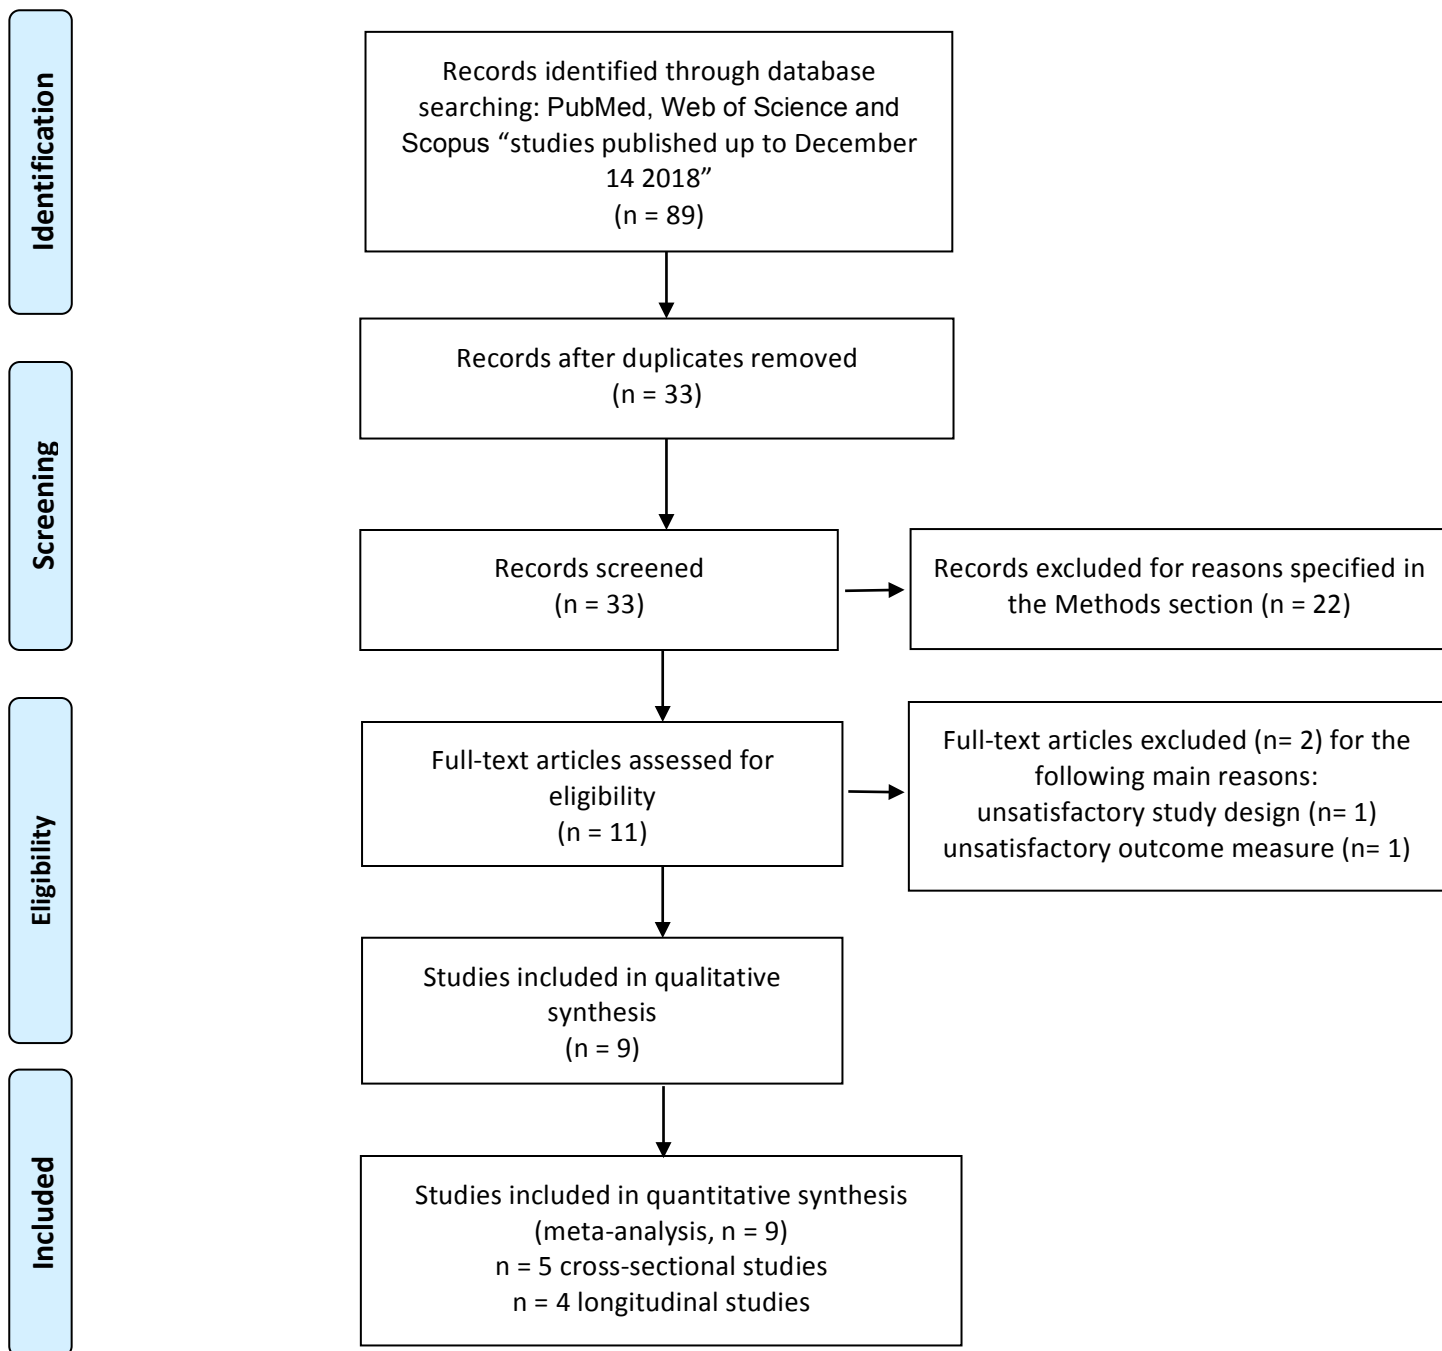 Identification
Records identified through database
searching: PubMed, Web of Science and
Scopus “studies published up to December
14 2018”
(n = 89)
Records after duplicates removed
(n = 33)
Screening
Records screened
(n = 33)
Records excluded for reasons specified in
the Methods section (n = 22)
Eligibility
Full-text articles assessed for
eligibility
(n = 11)
Full-text articles excluded (n= 2) for the
following main reasons:
unsatisfactory study design (n= 1)
unsatisfactory outcome measure (n= 1)
Studies included in qualitative
synthesis
(n = 9)
Included
Studies included in quantitative synthesis
(meta-analysis, n = 9)
n = 5 cross-sectional studies
n = 4 longitudinal studies